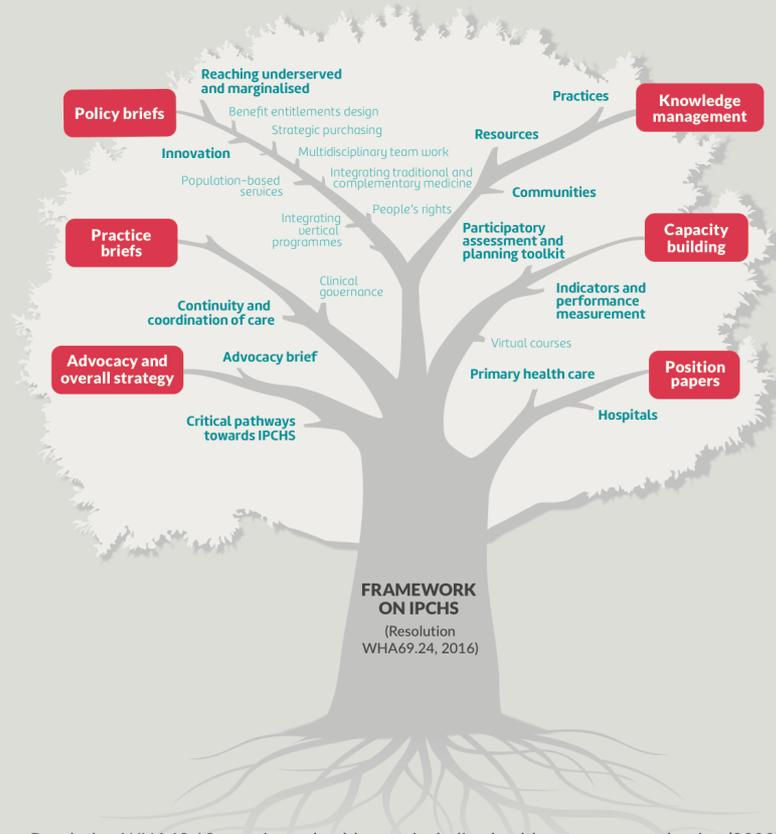 Reaching underserved
and marginalised
Policy briefs
Benefit entitlements design
Strategic purchasing
Innovation
Multidisciplinary team work
Population-based
services
Integrating traditional and
complementary medicine
People's rights
Integrating
vertical
programmes
Practices
Knowledge
management
Resources
Communities
Practice
briefs
Clinical
governance
Continuity and
coordination of care
Participatory
assessment and
planning toolkit
Capacity
building
Indicators and
performance
measurement
Virtual courses
Advocacy and
overall strategy
Advocacy brief
Critical pathways
towards IPCHS
Primary health care
Position
papers
Hospitals
FRAMEWORK
ON IPCHS
(Resolution
WHA69.24, 2016)